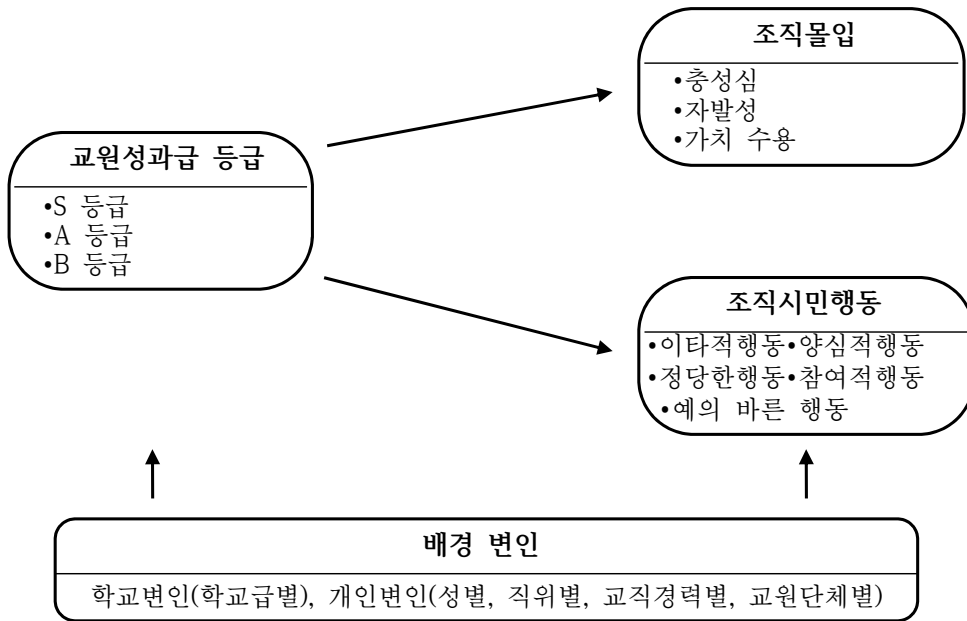 조직몰입
•충성심
•자발성
•가치 수용
교원성과급 등급
•S 등급
•A 등급
•B 등급
조직시민행동
•이타적행동•양심적행동
•정당한행동•참여적행동
•예의 바른 행동
배경 변인
학교변인(학교급별), 개인변인(성별, 직위별, 교직경력별, 교원단체별)